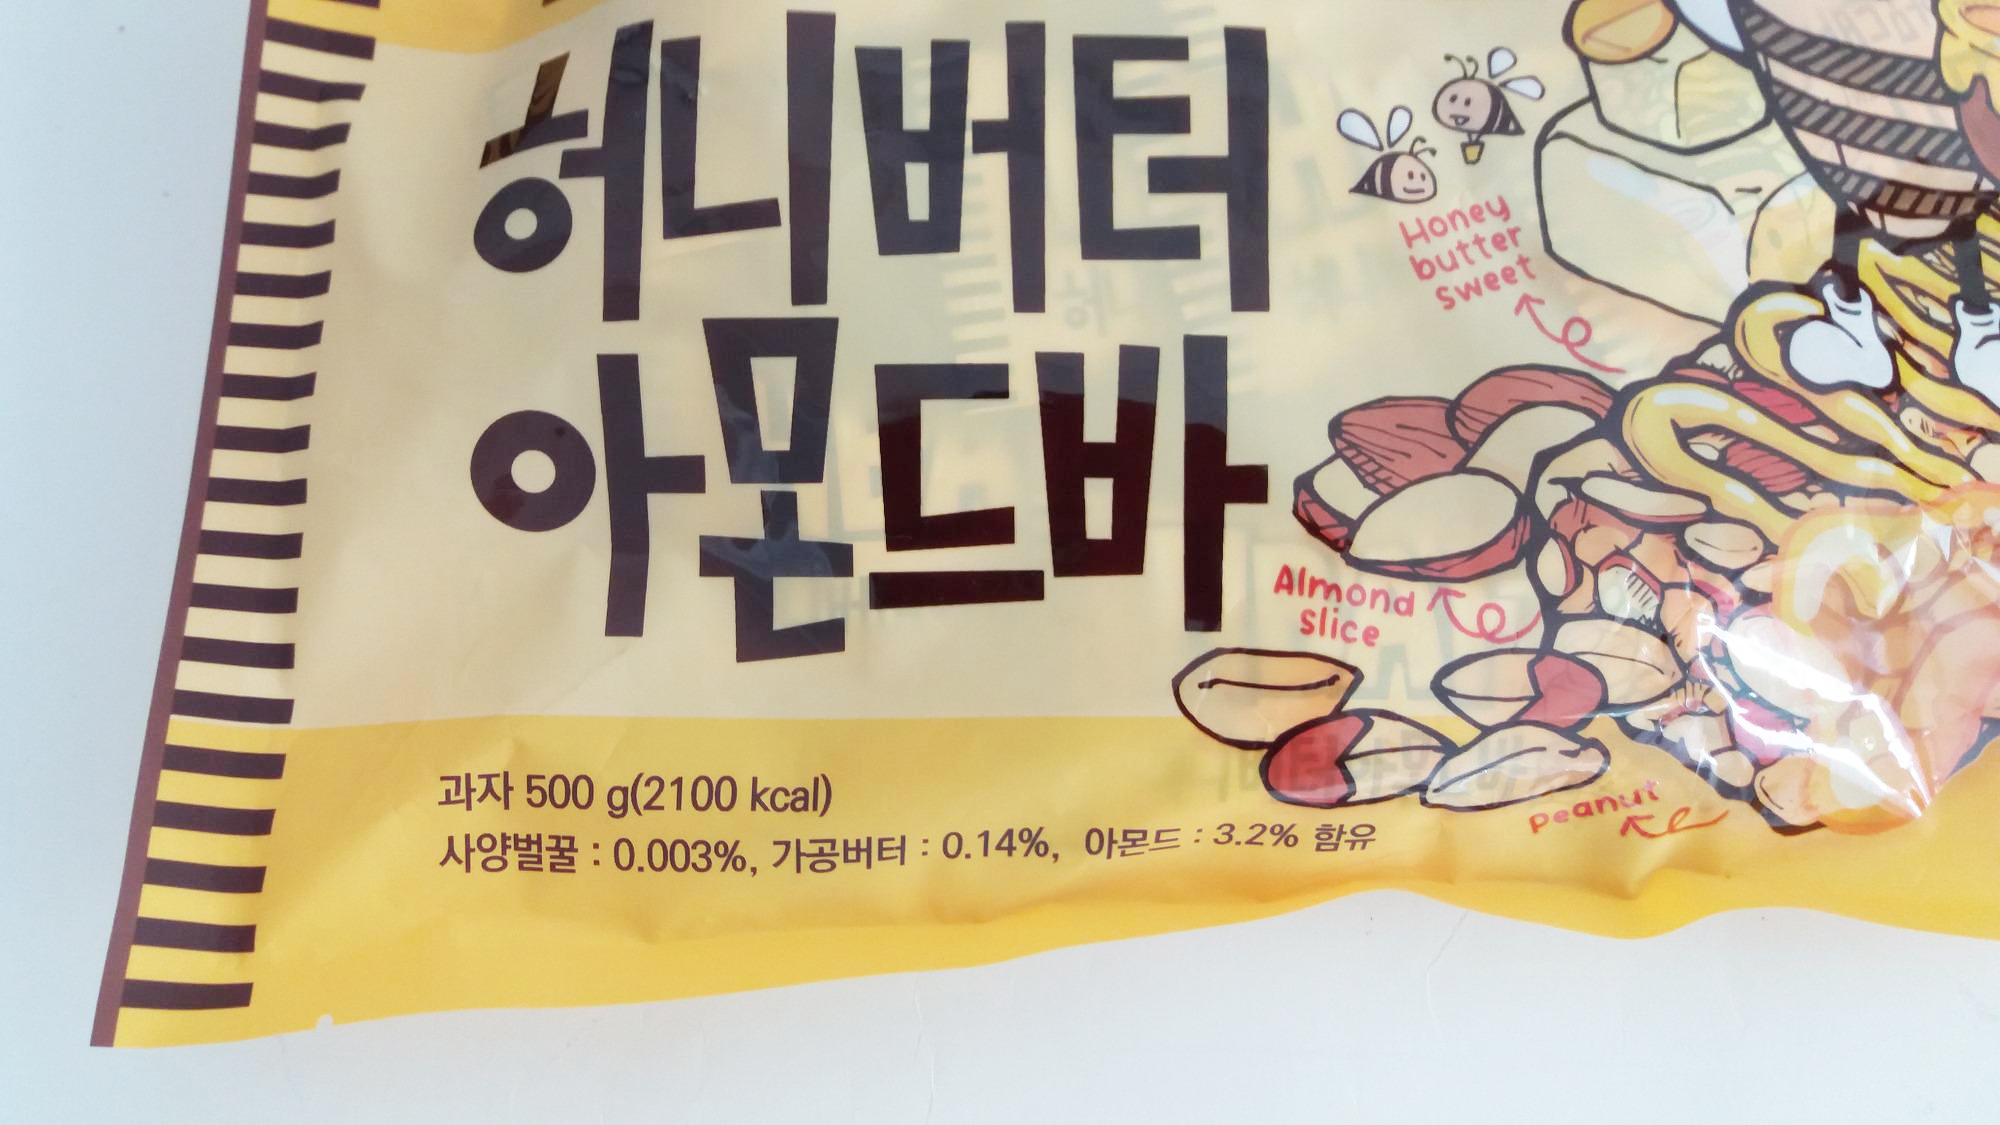 허니버터
아몬드바
Honey
butter
sweet
Almond
slice
peanut
과자 500 g(2100 kcal)
사양벌꿀 : 0.003%, 가공버터 : 0.14%, 아몬드 : 3.2% 함유